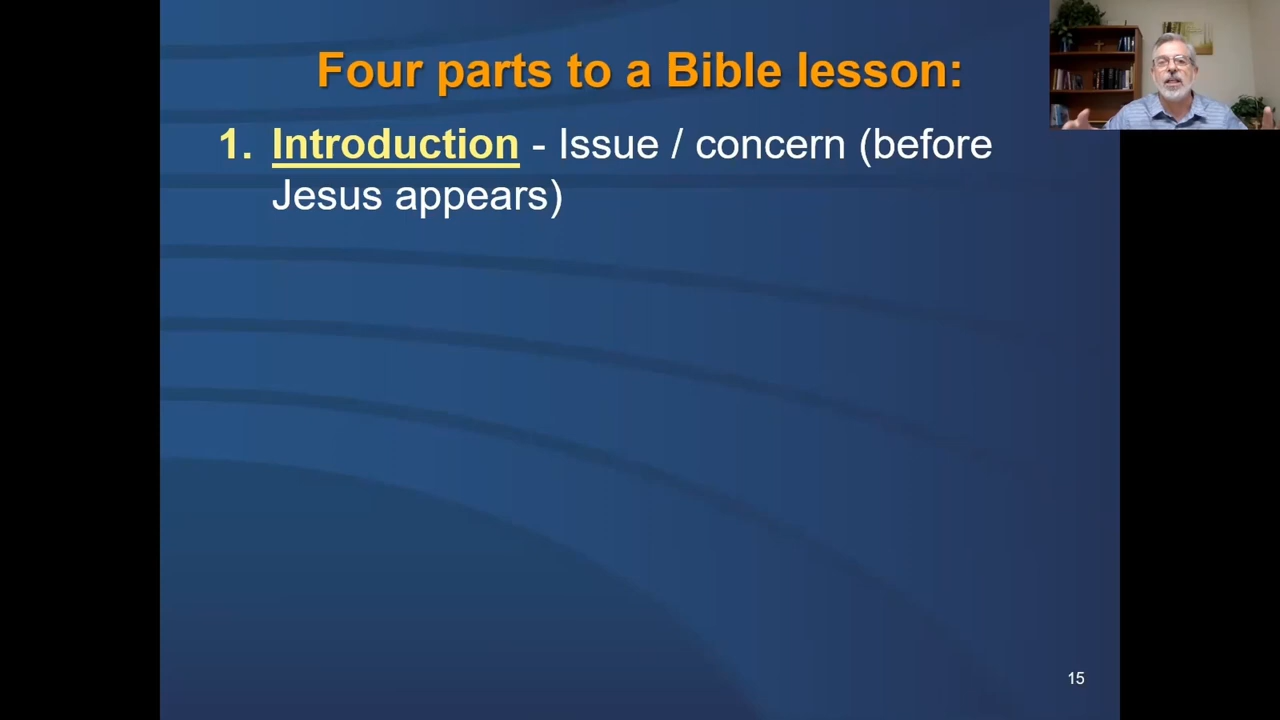 Four parts to a Bible lesson:
1. Introduction - Issue / concern (before
Jesus appears)
15